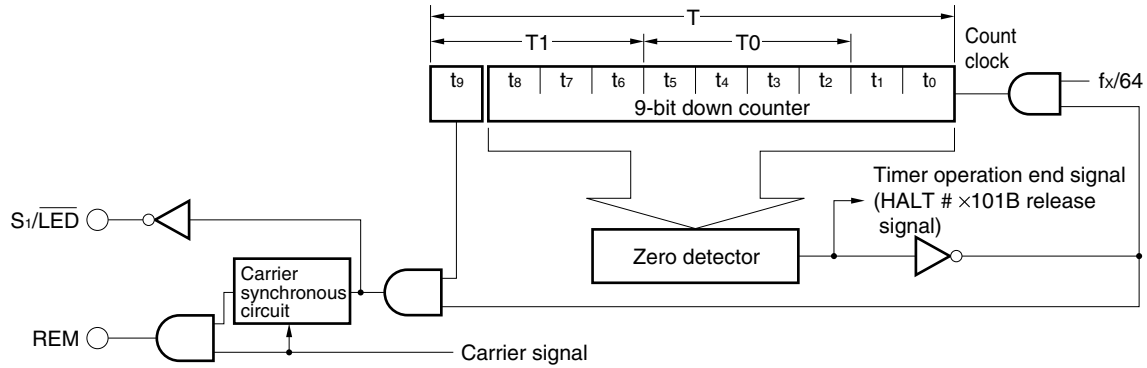 T
T1
T0
Count
clock
t9 t8 t7 t6 t5 t4 t3 t2 t1 t0
fX/64
9-bit down counter
Timer operation end signal
(HALT # ×101B release
signal)
S1/LED
Zero detector
Carrier
synchronous
circuit
REM
Carrier signal